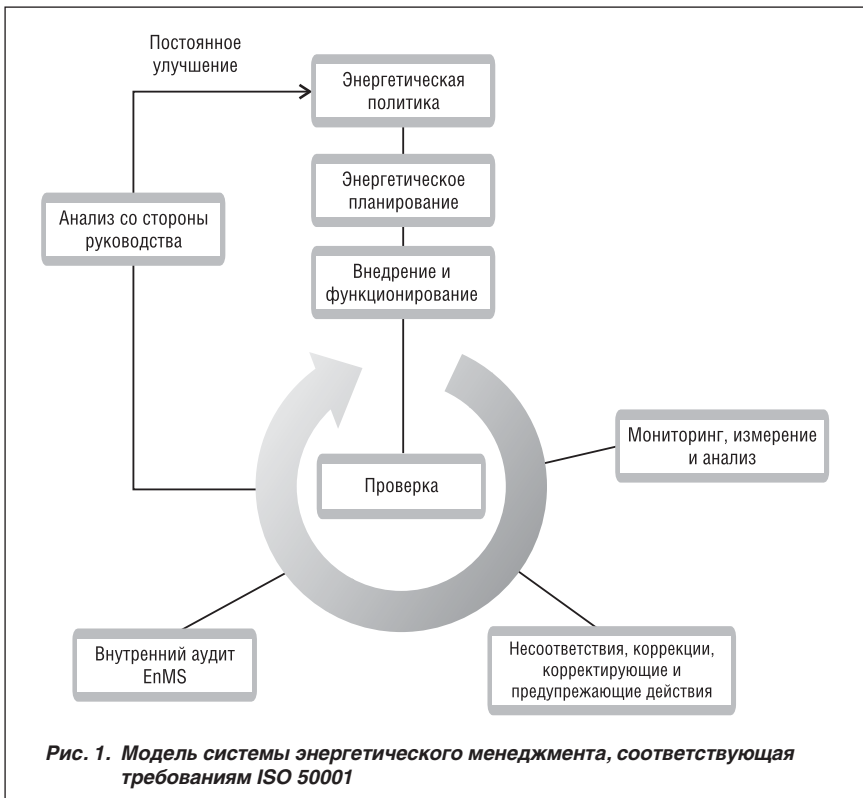 Постоянное
улучшение
Энергетическая
политика
Энергетическое
планирование
Анализ со стороны
руководства
Внедрение и
функционирование
Мониторинг, измерение
и анализ
Проверка
Внутренний аудит
EnMS
Несоответствия, коррекции,
корректирующие и
предупрежающие действия
Рис. 1. Модель системы энергетического менеджмента, соответствующая
требованиям ISO 50001